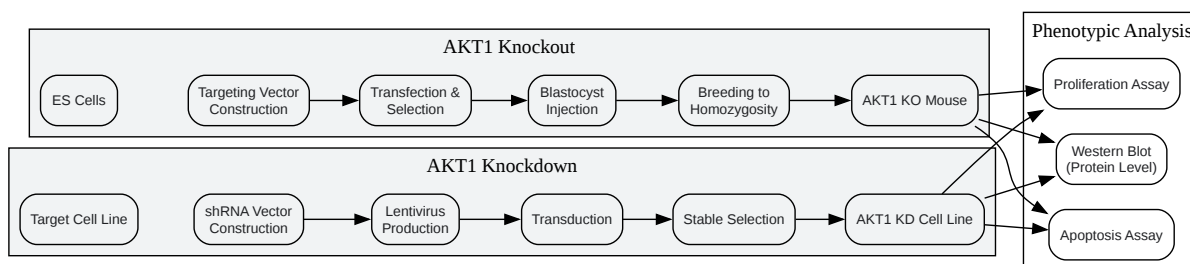 AKT1 Knockout
ES Cells
Targeting Vector
Construction
Transfection &
Selection
Blastocyst
Injection
Breeding to
Homozygosity
AKT1 KO Mouse
AKT1 Knockdown
Target Cell Line
shRNA Vector
Construction
Lentivirus
Production
Transduction
Stable Selection
AKT1 KD Cell Line
Phenotypic Analysis
Proliferation Assay
Western Blot
(Protein Level)
Apoptosis Assay